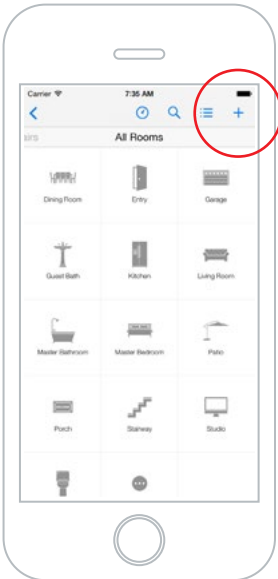 Carrier 7:35 AM
airs All Rooms
Dining Room Entry Garage
Guest Bath Kitchen Living Room
Master Bathroom Master Bedroom Patio
Porch Stairway Studio